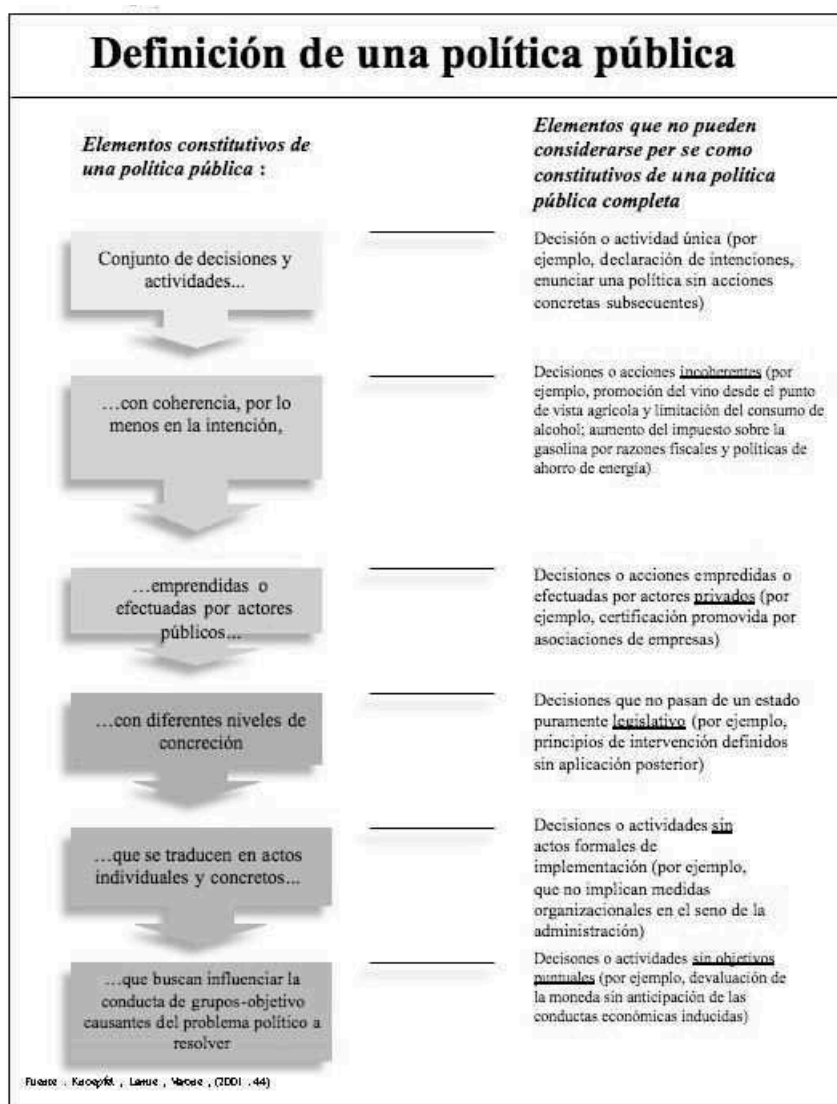 Definición de una política pública
Elementos constitutivos de
una política pública :
Elementos que no pueden
considerarse per se como
constitutivos de una política
pública completa
Conjunto de decisiones y
actividades...
Decisión o actividad única (por
ejemplo, declaración de intenciones,
enunciar una política sin acciones
concretas subsecuentes)
…con coherencia, por lo
menos en la intención,
Decisiones o acciones incoherentes (por
ejemplo, promoción del vino desde el punto
de vista agrícola y limitación del consumo de
alcohol; aumento del impuesto sobre la
gasolina por razones fiscales y políticas de
ahorro de energía)
…emprendidas o
efectuadas por actores
públicos...
Decisiones o acciones empredidas o
efectuadas por actores privados (por
ejemplo, certificación promovida por
asociaciones de empresas)
…con diferentes niveles de
concreción
Decisiones que no pasan de un estado
puramente legislativo (por ejemplo,
principios de intervención definidos
sin aplicación posterior)
…que se traducen en actos
individuales y concretos...
Decisiones o actividades sin
actos formales de
implementación (por ejemplo,
que no implican medidas
organizacionales en el seno de la
administración)
…que buscan influenciar la
conducta de grupos-objetivo
causantes del problema político a
resolver
Decisones o actividades sin objetivos
puntuales (por ejemplo, devaluación de
la moneda sin anticipación de las
conductas económicas inducidas)
Fuente . Knoepfel , Larrue , Varone , (2001 . 44)